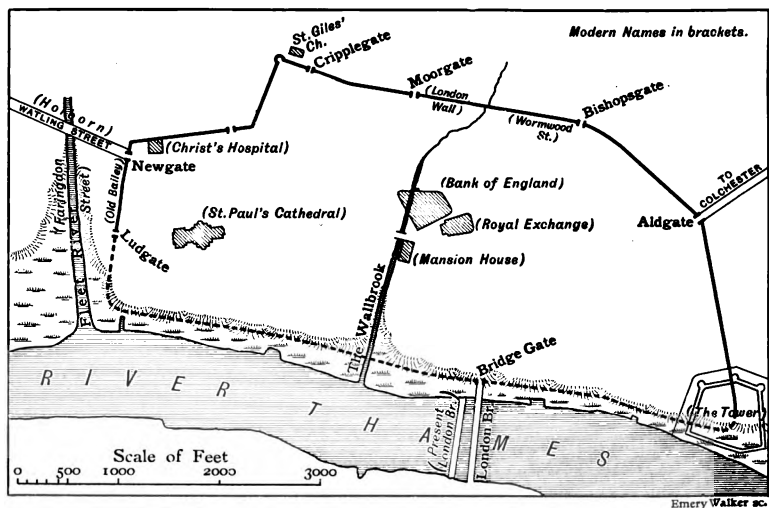 Modern Names in brackets.
St. Giles'
Ch.
Cripplegate
Moorgate
(London
Wall)
(Wormwood
St.)
Bishopsgate
(Holborn)
WATLING STREET
Newgate
(Christ's Hospital)
(Old Bailey)
(Farringdon
Street)
Fleet River
Ludgate
(St. Paul's Cathedral)
(Bank of England)
(Royal Exchange)
(Mansion House)
The Wallbrook
TO
COLCHESTER
Aldgate
Bridge Gate
(The Tower)
RIVER THAMES
(Present
London Br.)
London Br.
Scale of Feet
0 500 1000 2000 3000
Emery Walker sc.